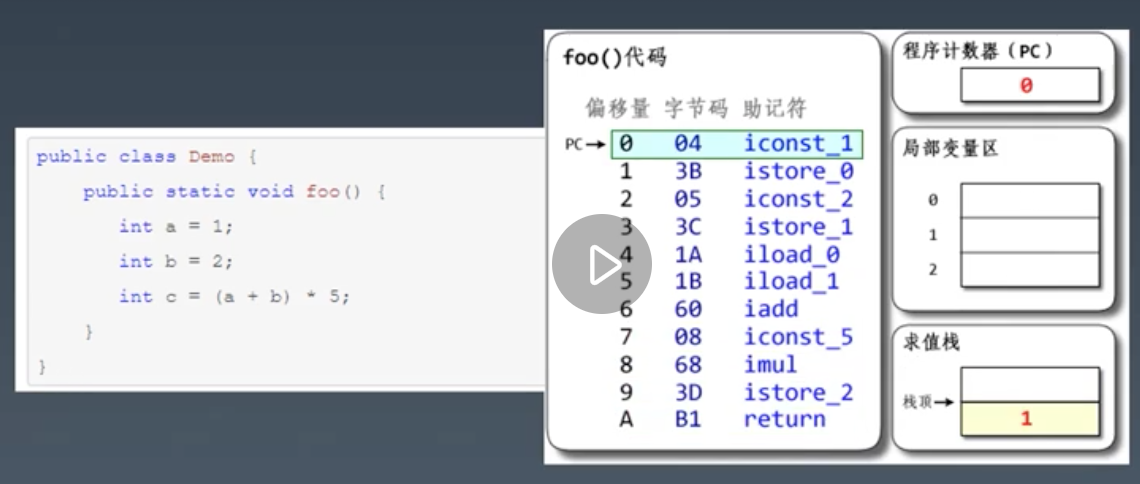 public class Demo {
public static void foo() {
int a = 1;
int b = 2;
int c = (a + b) * 5;
}
}
foo()代码
偏移量 字节码 助记符
PC→ 0 04 iconst_1
1 3B istore_0
2 05 iconst_2
3 3C istore_1
4 1A iload_0
5 1B iload_1
6 60 iadd
7 08 iconst_5
8 68 imul
9 3D istore_2
A B1 return
程序计数器（PC）
0
局部变量区
0
1
2
求值栈
栈顶→
1